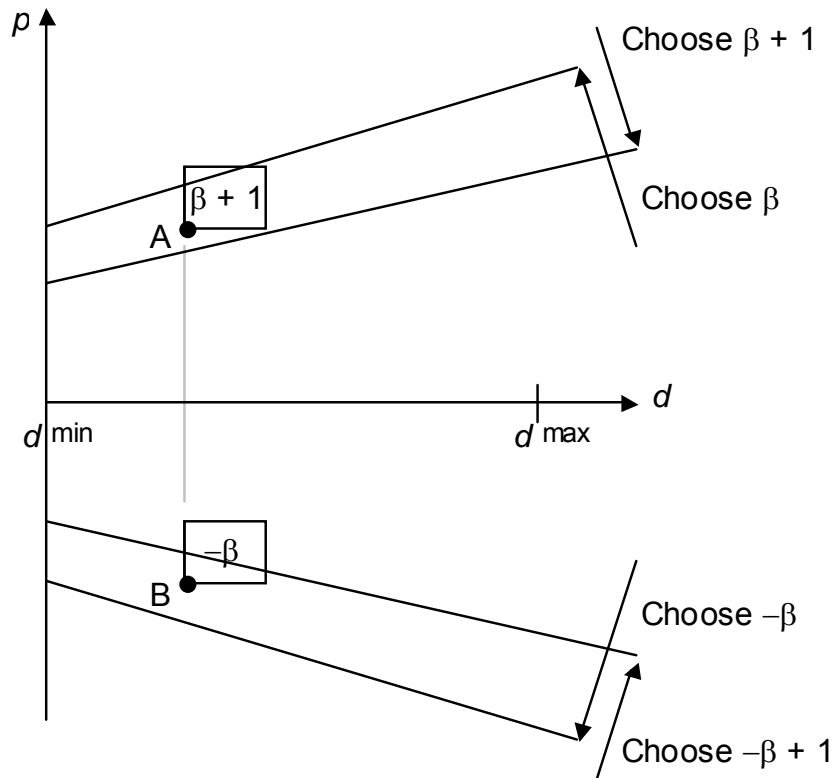 p
Choose β + 1
β + 1
Choose β
A
d
d min
d max
−β
B
Choose −β
Choose −β + 1